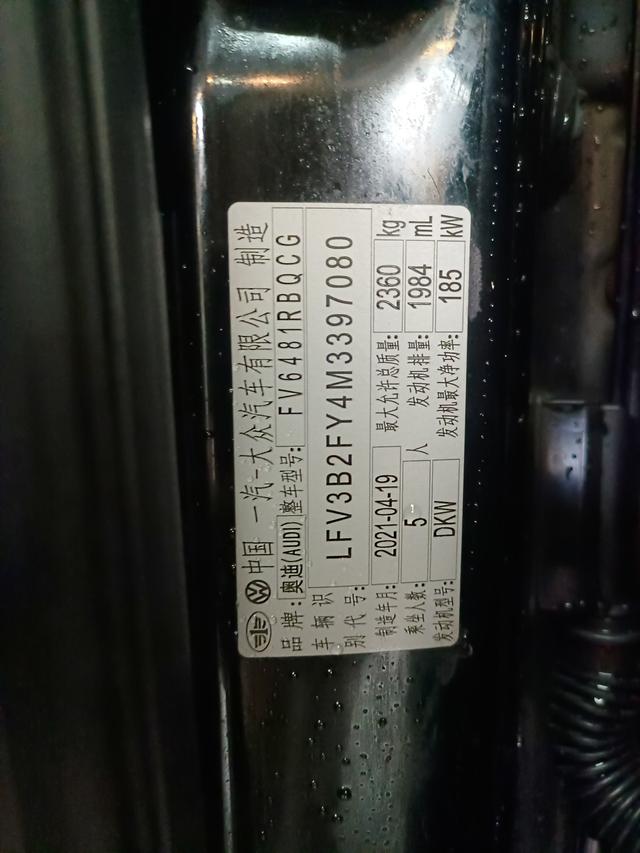 中国 一汽-大众汽车有限公司 制造
品牌: 奥迪(AUDI) 整车型号: FV6481RBQCG
车辆识别代号: LFV3B2FY4M3397080
制造年月: 2021-04-19 最大允许总质量: 2360 kg
乘坐人数: 5 人 发动机排量: 1984 mL
发动机型号: DKW 发动机最大净功率: 185 kW